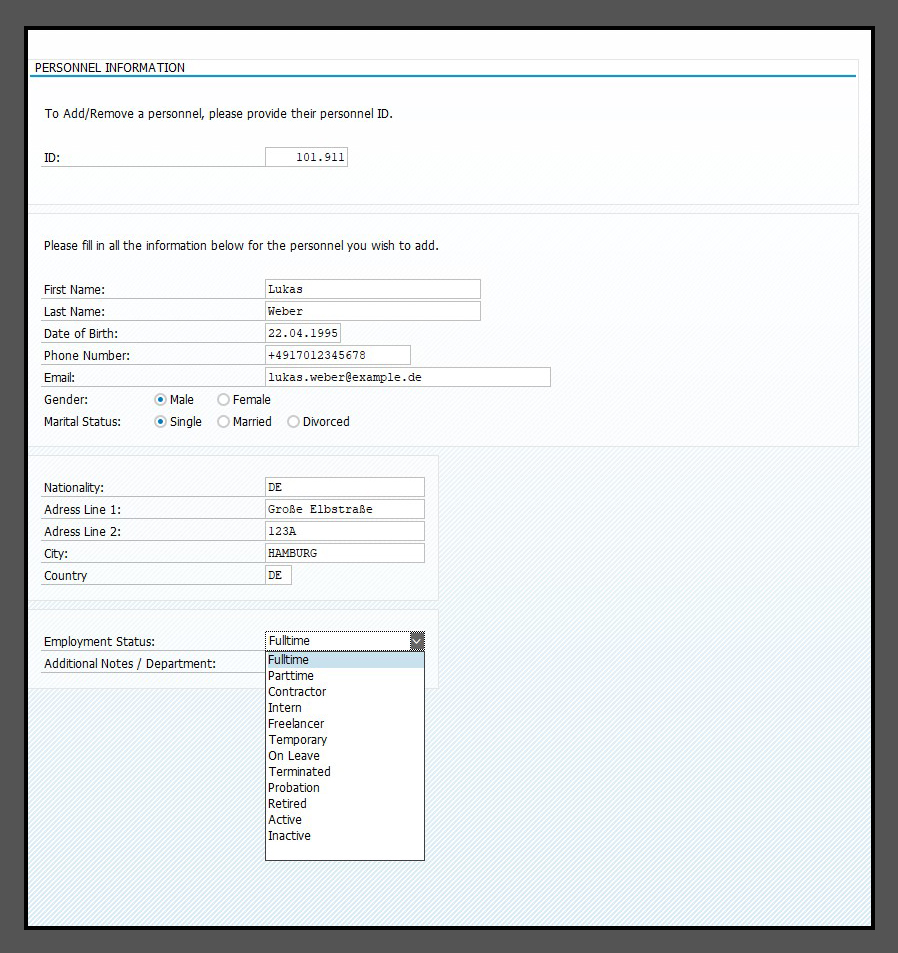 PERSONNEL INFORMATION
To Add/Remove a personnel, please provide their personnel ID.
ID: 101.911
Please fill in all the information below for the personnel you wish to add.
First Name: Lukas
Last Name: Weber
Date of Birth: 22.04.1995
Phone Number: +4917012345678
Email: lukas.weber@example.de
Gender: Male Female
Marital Status: Single Married Divorced
Nationality: DE
Adress Line 1: Große Elbstraße
Adress Line 2: 123A
City: HAMBURG
Country DE
Employment Status: Fulltime
Additional Notes / Department:
Fulltime
Parttime
Contractor
Intern
Freelancer
Temporary
On Leave
Terminated
Probation
Retired
Active
Inactive